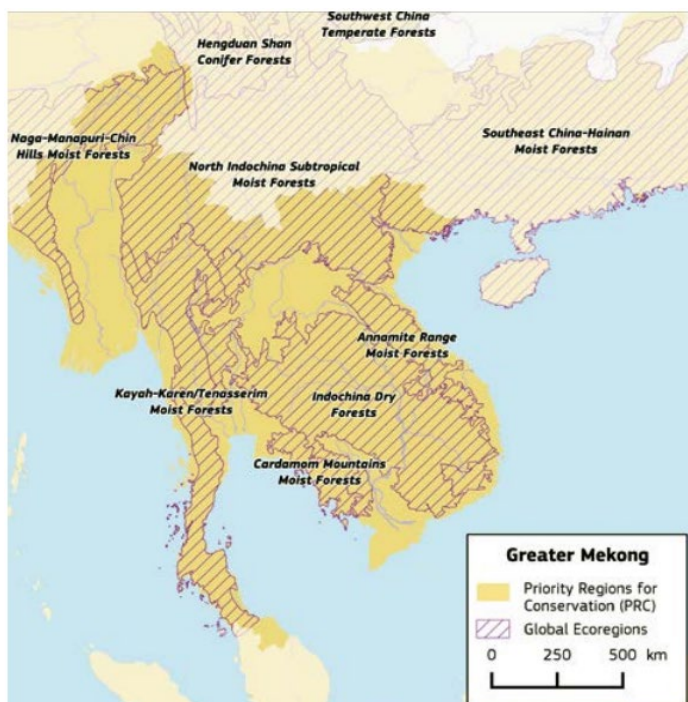 Southwest China
Temperate Forests
Hengduan Shan
Conifer Forests
Naga-Manapuri-Chin
Hills Moist Forests
Southeast China-Hainan
Moist Forests
North Indochina Subtropical
Moist Forests
Annamite Range
Moist Forests
Kayah-Karen/Tenasserim
Moist Forests
Indochina Dry
Forests
Cardamom Mountains
Moist Forests
Greater Mekong
Priority Regions for
Conservation (PRC)
Global Ecoregions
0 250 500 km